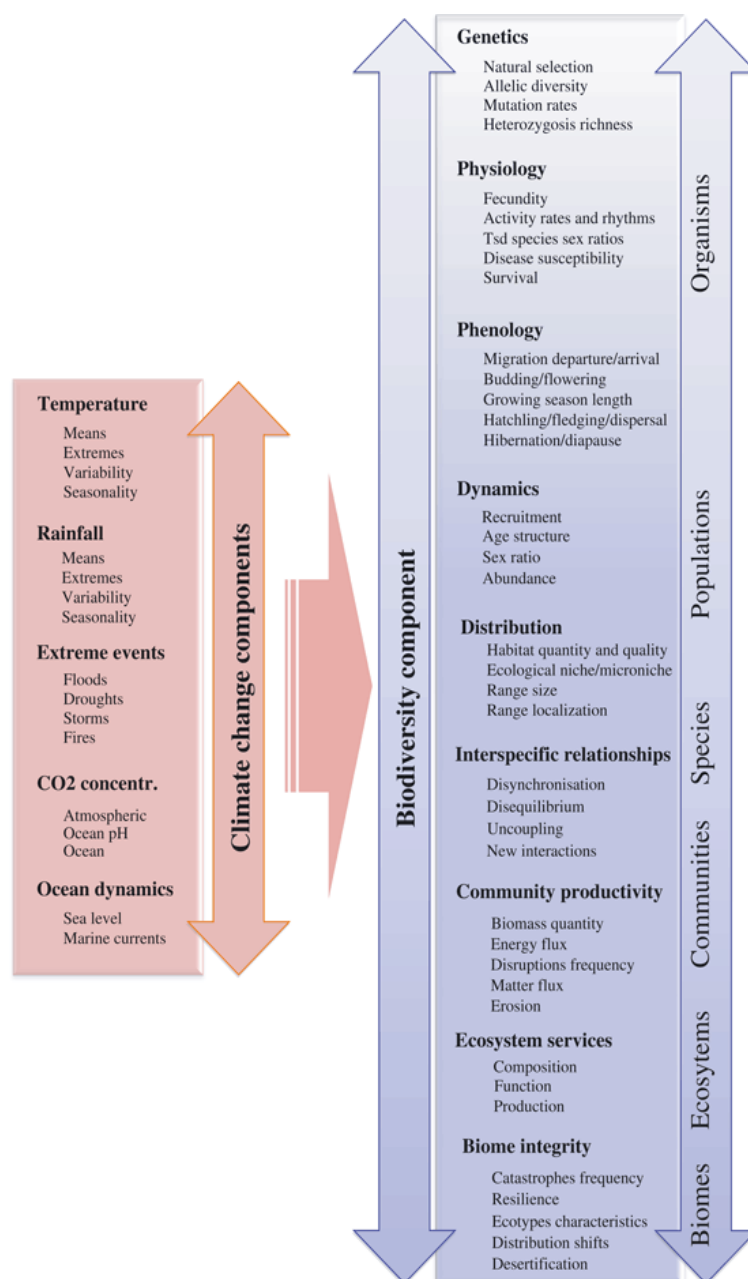 Temperature
Means
Extremes
Variability
Seasonality
Rainfall
Means
Extremes
Variability
Seasonality
Extreme events
Floods
Droughts
Storms
Fires
CO2 concentr.
Atmospheric
Ocean pH
Ocean
Ocean dynamics
Sea level
Marine currents
Climate change components
Biodiversity component
Genetics
Natural selection
Allelic diversity
Mutation rates
Heterozygosis richness
Physiology
Fecundity
Activity rates and rhythms
Tsd species sex ratios
Disease susceptibility
Survival
Phenology
Migration departure/arrival
Budding/flowering
Growing season length
Hatchling/fledging/dispersal
Hibernation/diapause
Dynamics
Recruitment
Age structure
Sex ratio
Abundance
Distribution
Habitat quantity and quality
Ecological niche/microniche
Range size
Range localization
Interspecific relationships
Disynchronisation
Disequilibrium
Uncoupling
New interactions
Community productivity
Biomass quantity
Energy flux
Disruptions frequency
Matter flux
Erosion
Ecosystem services
Composition
Function
Production
Biome integrity
Catastrophes frequency
Resilience
Ecotypes characteristics
Distribution shifts
Desertification
Organisms
Populations
Species
Communities
Ecosytems
Biomes